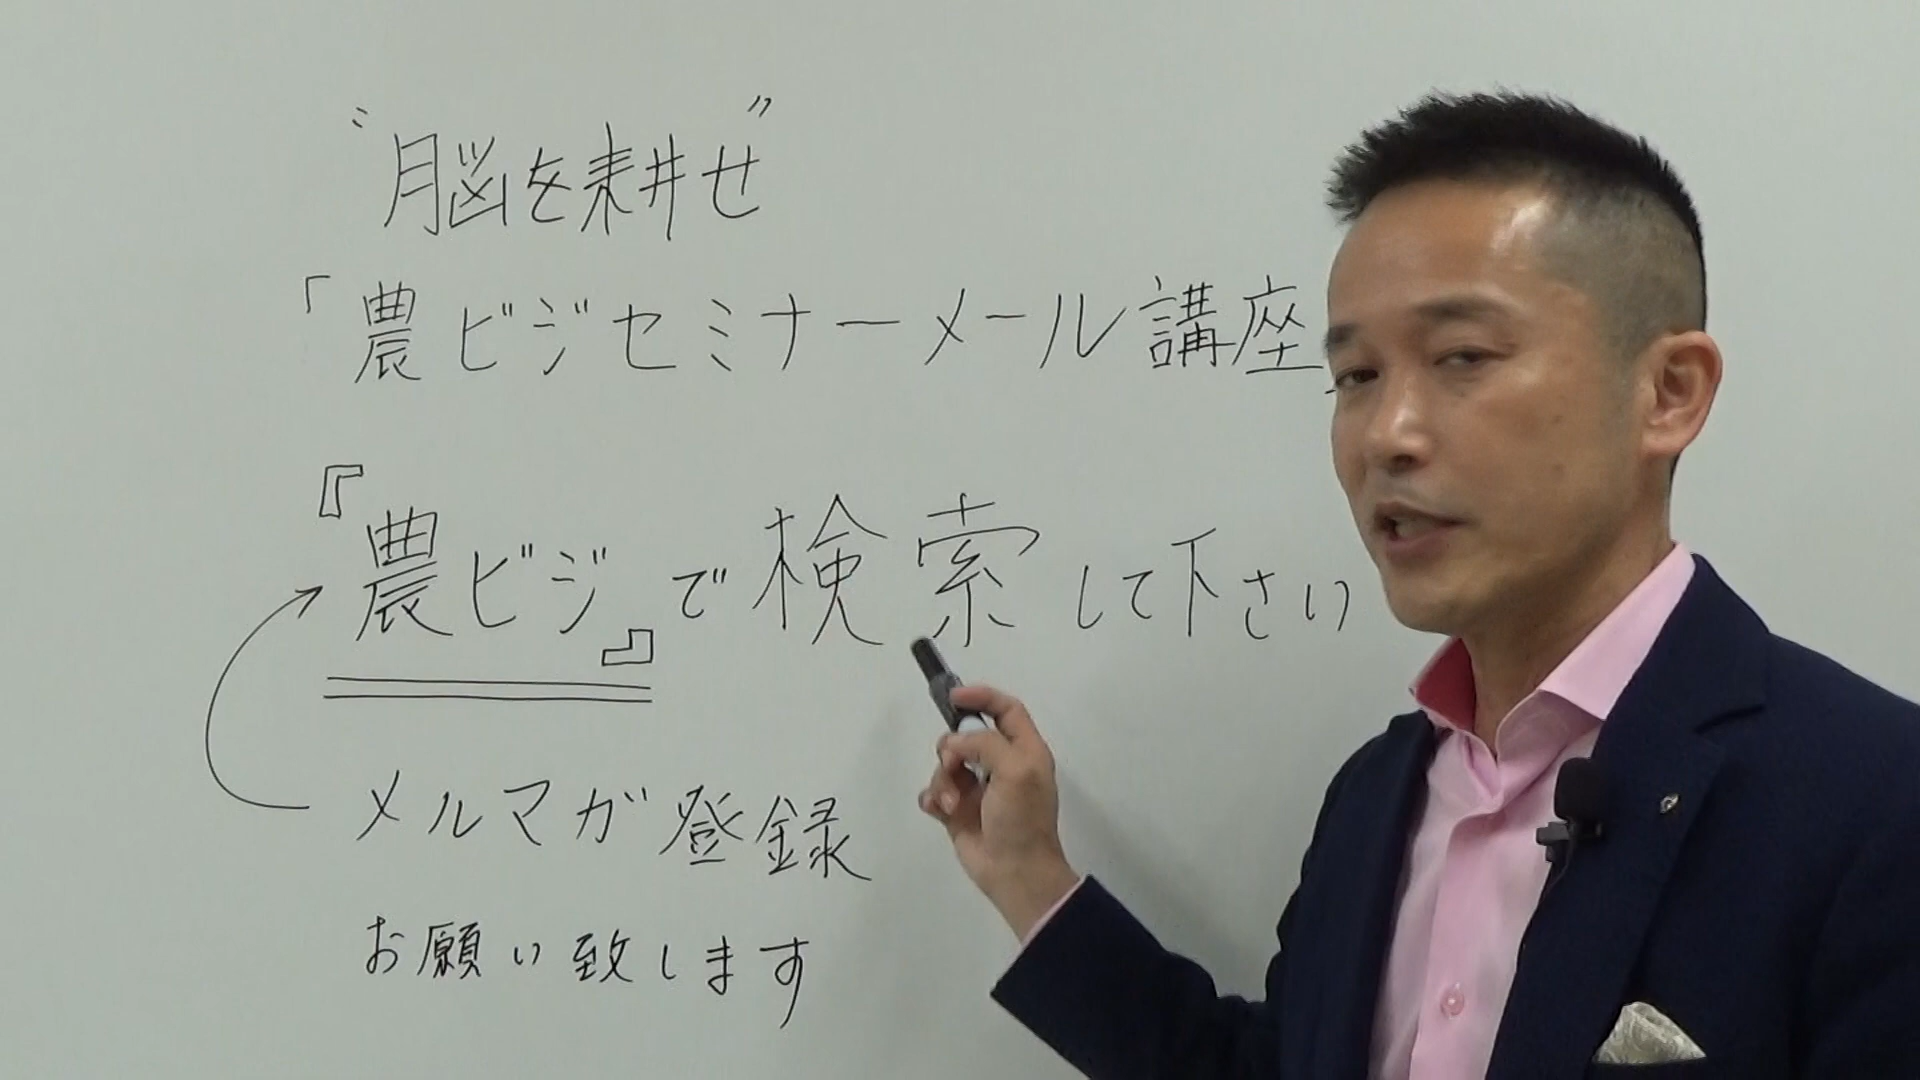 〝脳を耕せ〟
「農ビジセミナーメール講座
『農ビジ』で検索して下さい
メルマガ登録
お願い致します